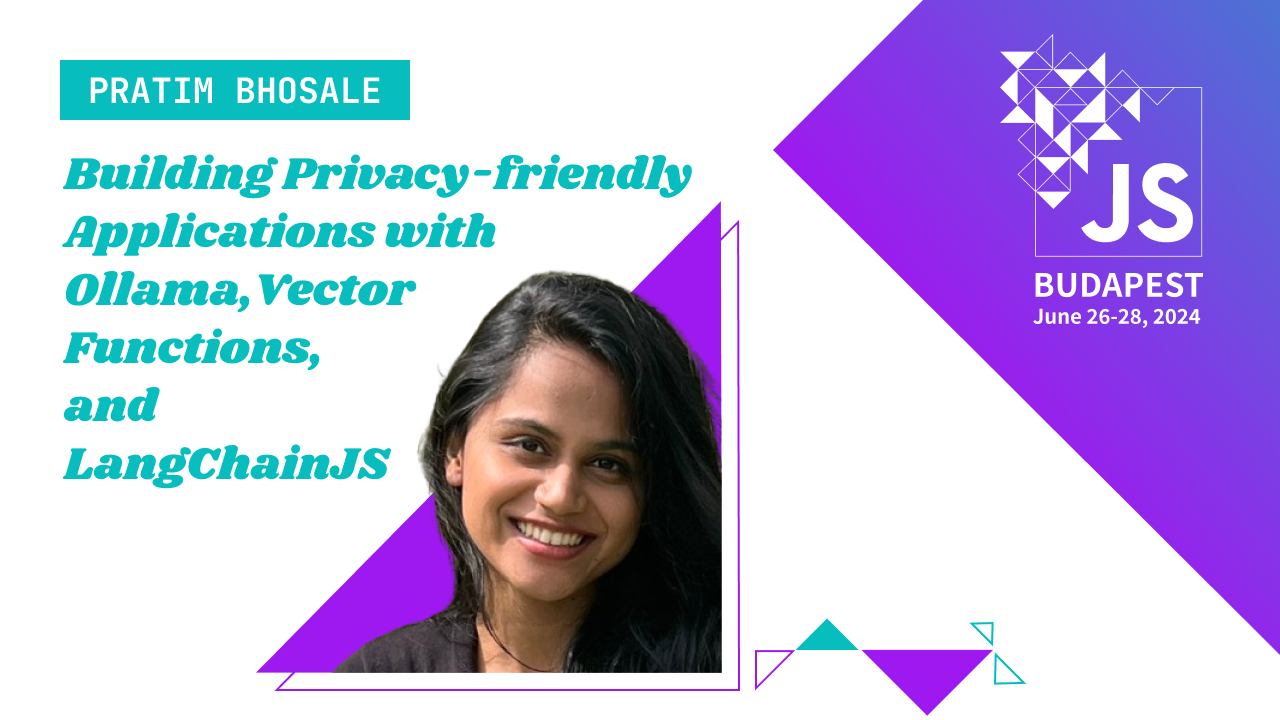 PRATIM BHOSALE
Building Privacy-friendly
Applications with
Ollama, Vector
Functions,
and
LangChainJS
JS
BUDAPEST
June 26-28, 2024